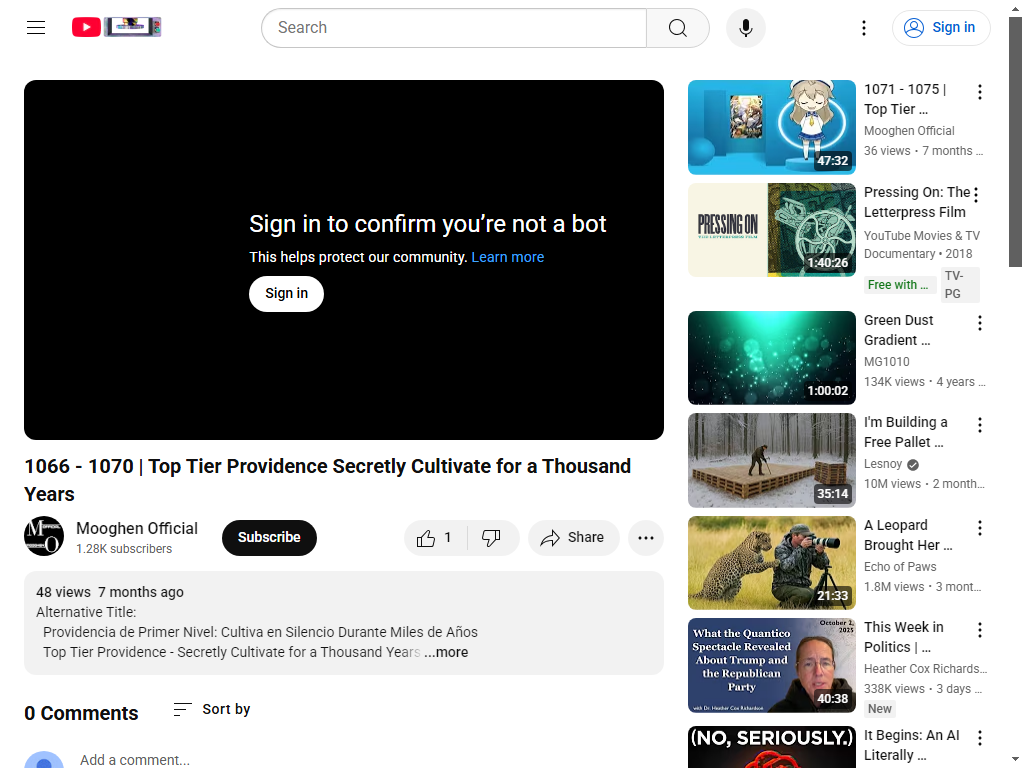 Search
Sign in
Sign in to confirm you’re not a bot
This helps protect our community. Learn more
Sign in
1066 - 1070 | Top Tier Providence Secretly Cultivate for a Thousand
Years
Mooghen Official
1.28K subscribers
Subscribe
1
Share
48 views 7 months ago
Alternative Title:
Providencia de Primer Nivel: Cultiva en Silencio Durante Miles de Años
Top Tier Providence - Secretly Cultivate for a Thousand Years ...more
0 Comments
Sort by
Add a comment...
47:32
1071 - 1075 |
Top Tier ...
Mooghen Official
36 views • 7 months ...
PRESSING ON
THE LETTERPRESS FILM
1:40:26
Pressing On: The
Letterpress Film
YouTube Movies & TV
Documentary • 2018
Free with ...
TV-
PG
1:00:02
Green Dust
Gradient ...
MG1010
134K views • 4 years ...
35:14
I'm Building a
Free Pallet ...
Lesnoy
10M views • 2 month...
21:33
A Leopard
Brought Her ...
Echo of Paws
1.8M views • 3 mont...
October 2,
2025
What the Quantico
Spectacle Revealed
About Trump and
the Republican
Party
with Dr. Heather Cox Richardson
40:38
This Week in
Politics | ...
Heather Cox Richards...
338K views • 3 days ...
New
(NO, SERIOUSLY.)
It Begins: An AI
Literally ...